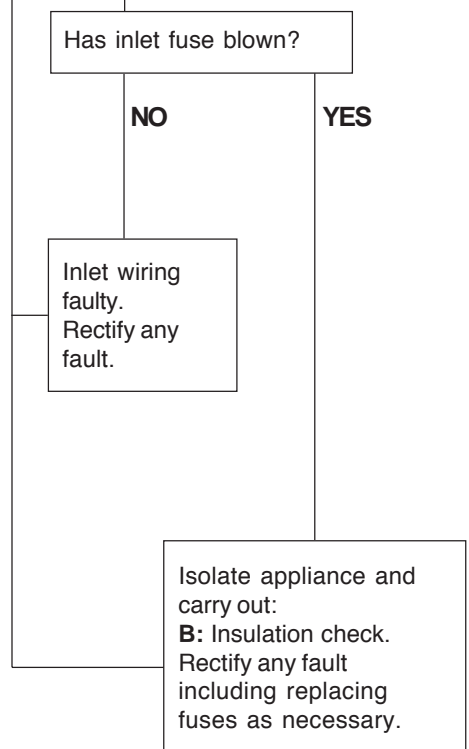 Has inlet fuse blown?
NO
YES
Inlet wiring
faulty.
Rectify any
fault.
Isolate appliance and
carry out:
B: Insulation check.
Rectify any fault
including replacing
fuses as necessary.